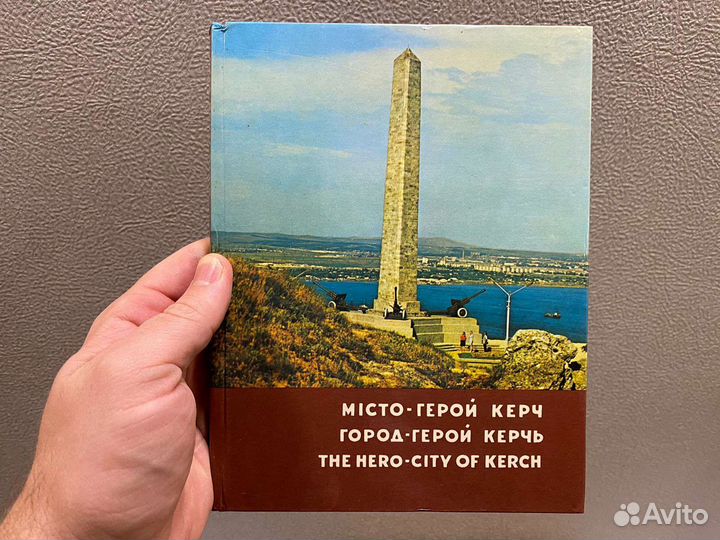 МІСТО-ГЕРОЙ КЕРЧ
ГОРОД-ГЕРОЙ КЕРЧЬ
THE HERO-CITY OF KERCH
Avito